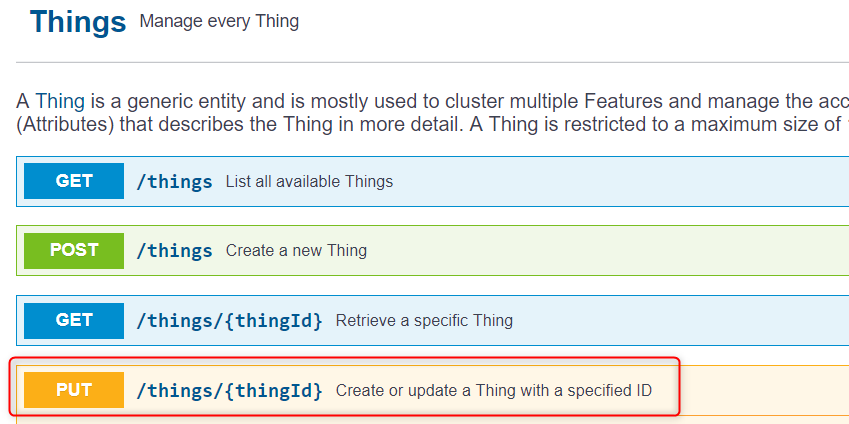 Things Manage every Thing
A Thing is a generic entity and is mostly used to cluster multiple Features and manage the acc
(Attributes) that describes the Thing in more detail. A Thing is restricted to a maximum size of
GET /things List all available Things
POST /things Create a new Thing
GET /things/{thingId} Retrieve a specific Thing
PUT /things/{thingId} Create or update a Thing with a specified ID